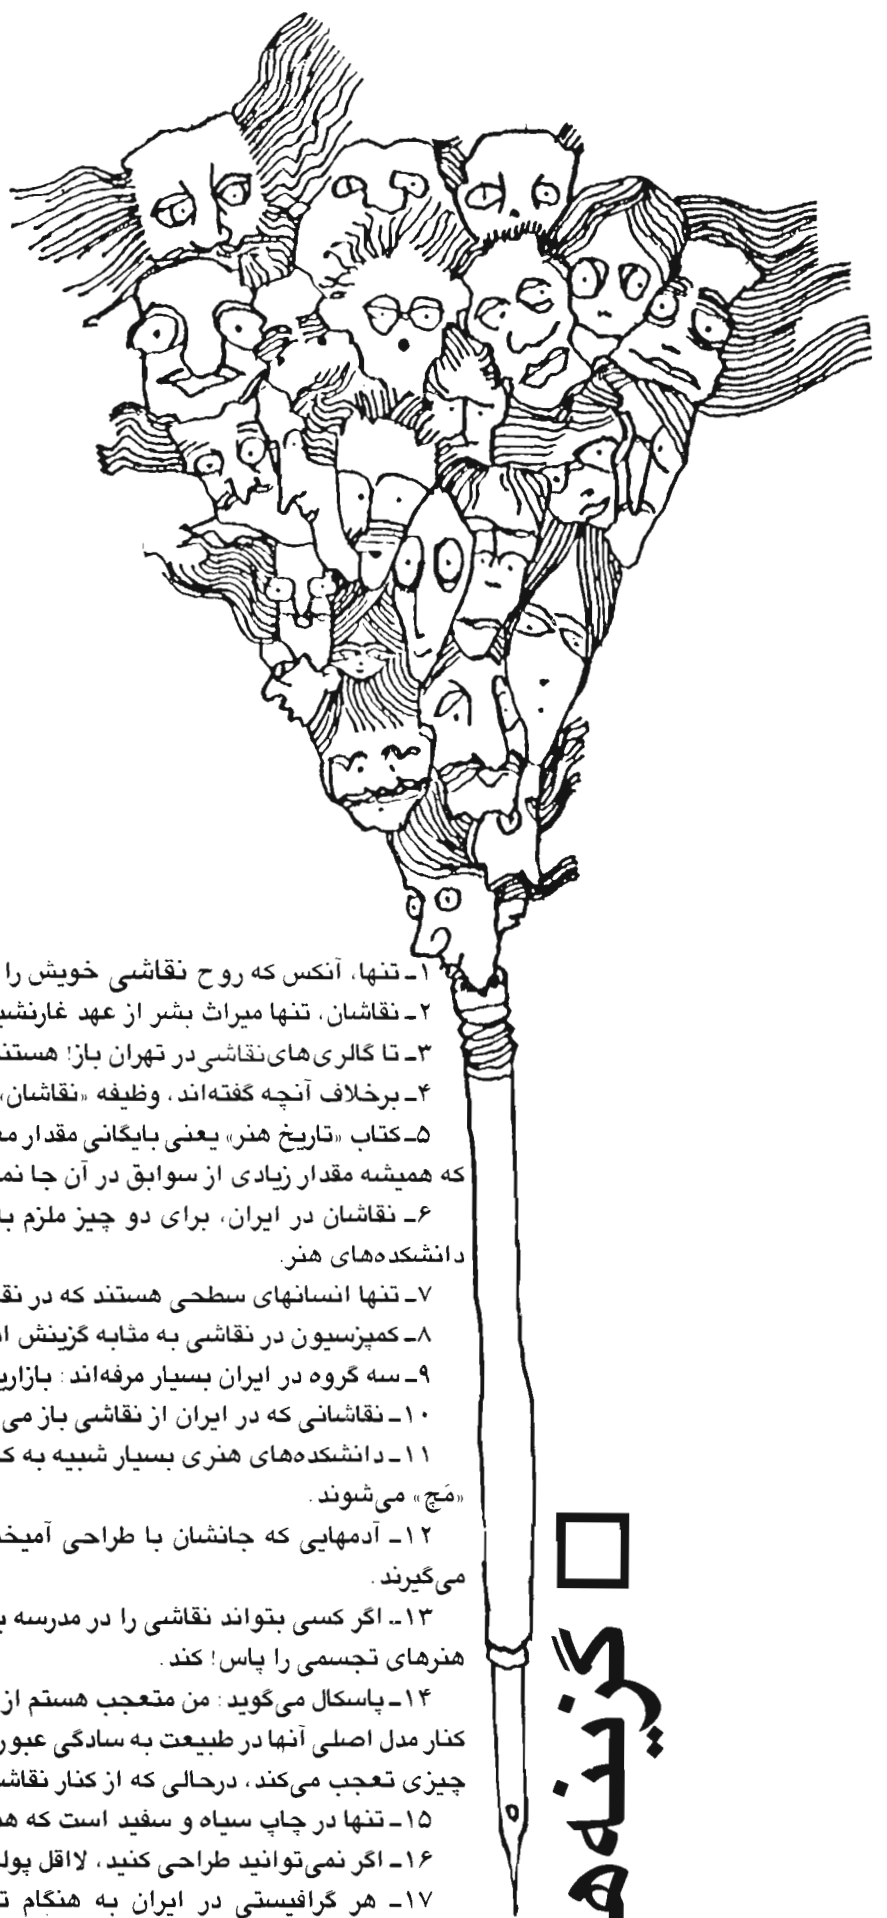 ۱ـ تنها، آنکس که روح نقاشی خویش را
۲ـ نقاشان، تنها میراث بشر از عهد
۳ـ تا گالری‌های نقاشی در تهران باز! هستند
۴ـ برخلاف آنچه گفته‌اند، وظیفه «نقاشان»
۵ـ کتاب «تاریخ هنر» یعنی بایگانی مقدار
که همیشه مقدار زیادی از سوابق در آن جا
۶ـ نقاشان در ایران، برای دو چیز ملزم
دانشکده‌های هنر.
۷ـ تنها انسانهای سطحی هستند که در
۸ـ کمپزسیون در نقاشی به مثابه گزینش
۹ـ سه گروه در ایران بسیار مرفه‌اند:
۱۰ـ نقاشانی که در ایران از نقاشی باز می
۱۱ـ دانشکده‌های هنری بسیار شبیه به
«مَچ» می‌شوند.
۱۲ـ آدمهایی که جانشان با طراحی
می‌گیرند.
۱۳ـ اگر کسی بتواند نقاشی را در مدرسه
هنرهای تجسمی را پاس! کند.
۱۴ـ پاسکال می‌گوید: من متعجب هستم از
کنار مدل اصلی آنها در طبیعت به سادگی عبور
چیزی تعجب می‌کند، درحالی که از کنار
۱۵ـ تنها در چاپ سیاه و سفید است که
۱۶ـ اگر نمی‌توانید طراحی کنید، لااقل
۱۷ـ هر گرافیستی در ایران به هنگام
گزینه‌ه